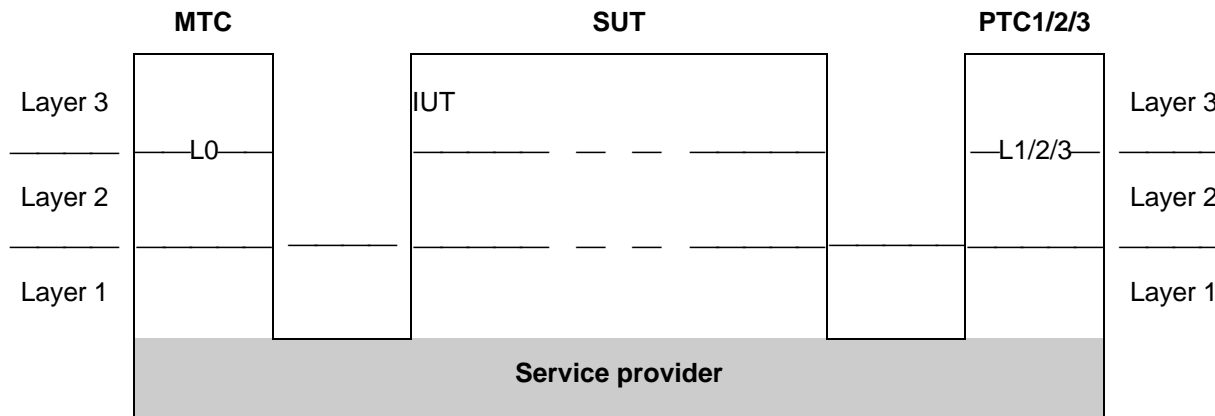 MTC SUT PTC1/2/3
Layer 3 IUT Layer 3
L0 L1/2/3
Layer 2 Layer 2
Layer 1 Layer 1
Service provider